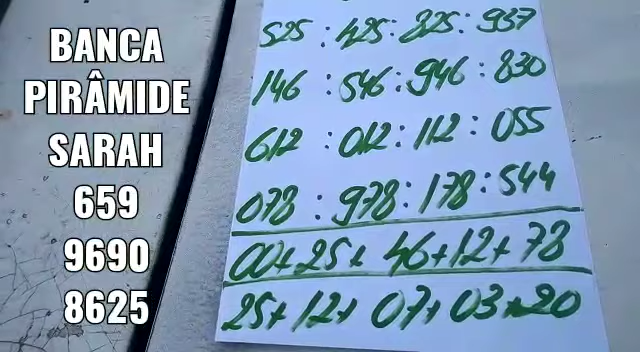 BANCA
PIRÂMIDE
SARAH
659
9690
8625
525 : 425 : 825 : 937
146 : 546 : 946 : 830
612 : 012 : 112 : 055
078 : 978 : 178 : 544
00+25+46+12+78
25+12+07+03+20